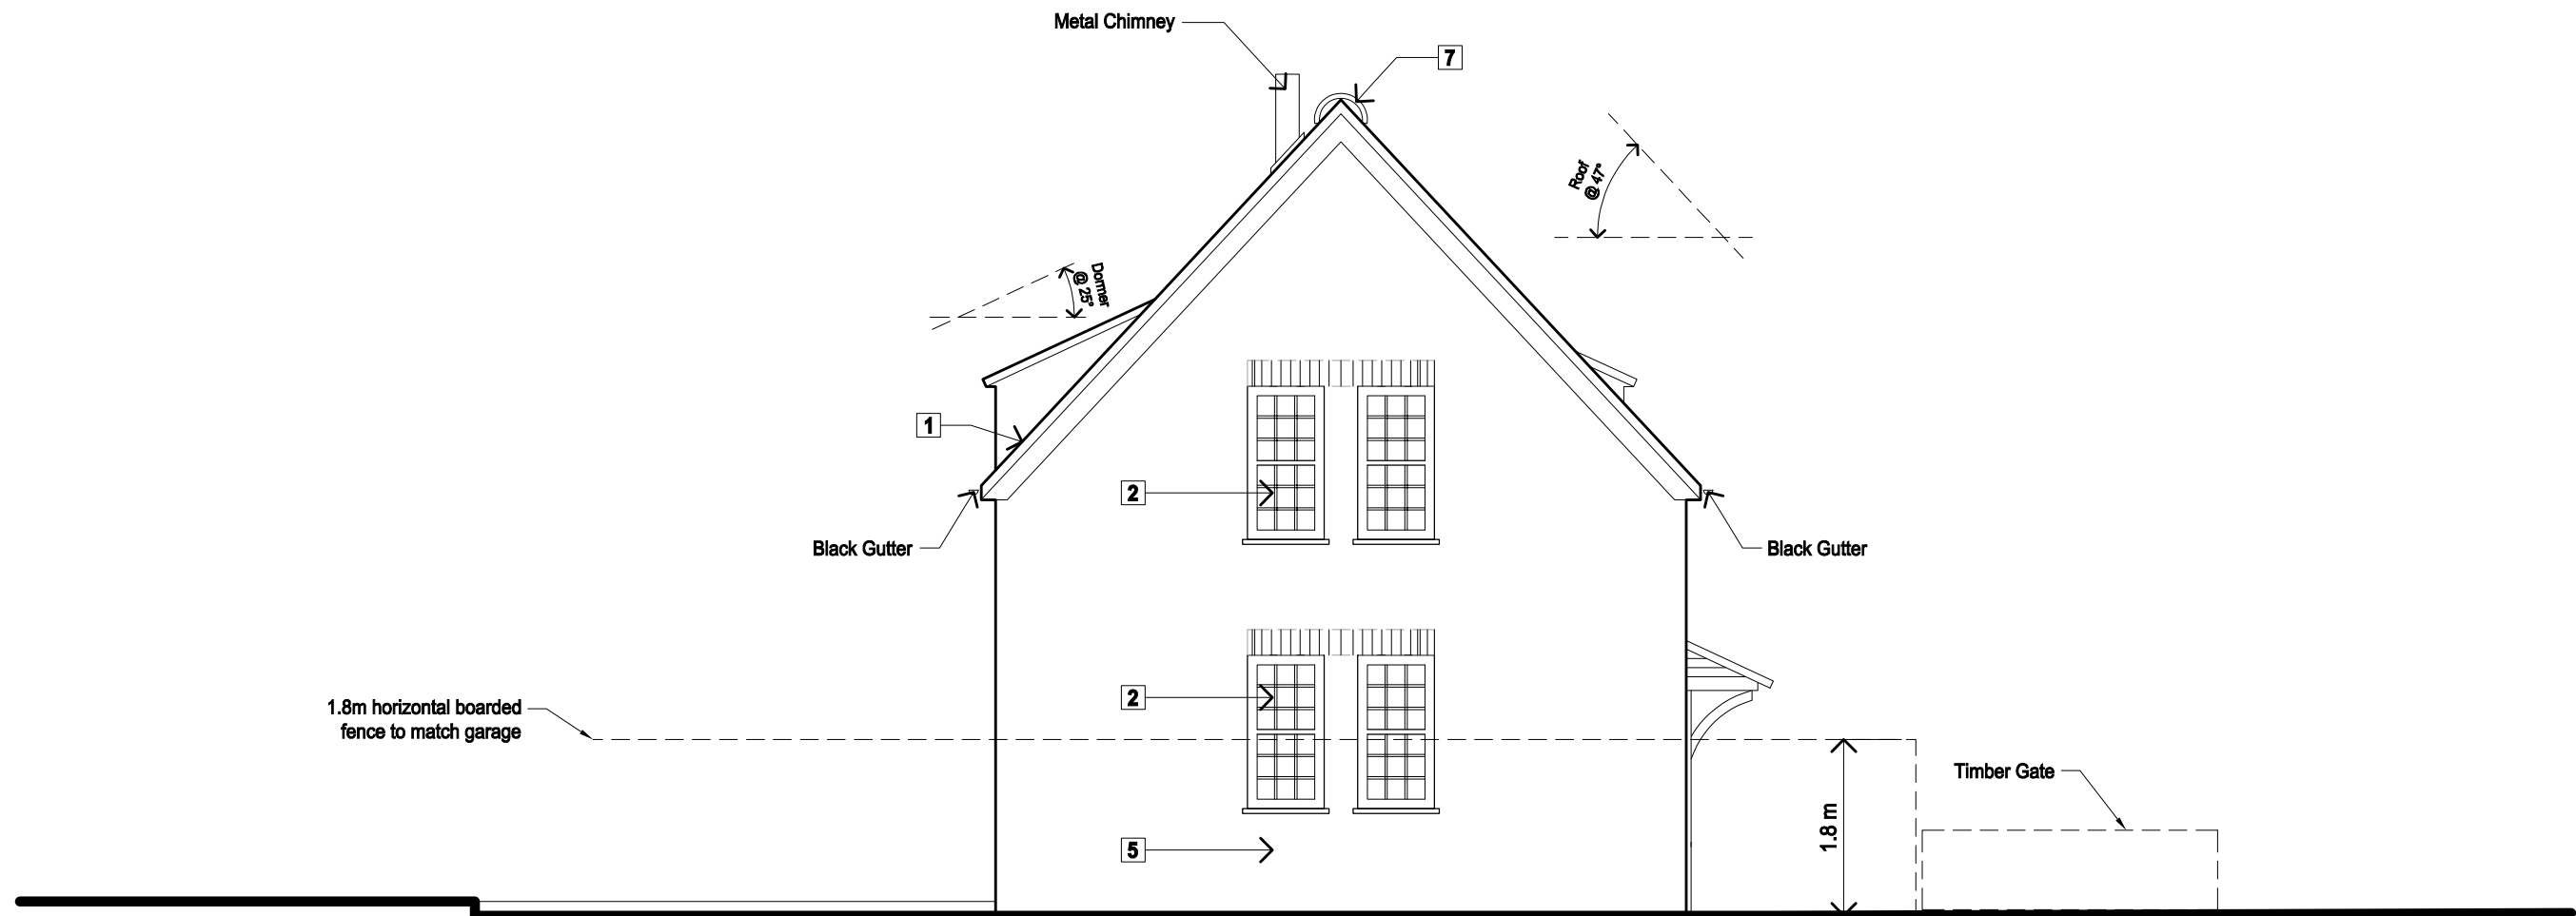 Metal Chimney
7
Roof
@ 47°
Dormer
@ 25°
1
2
Black Gutter
Black Gutter
2
1.8m horizontal boarded
fence to match garage
Timber Gate
1.8 m
5